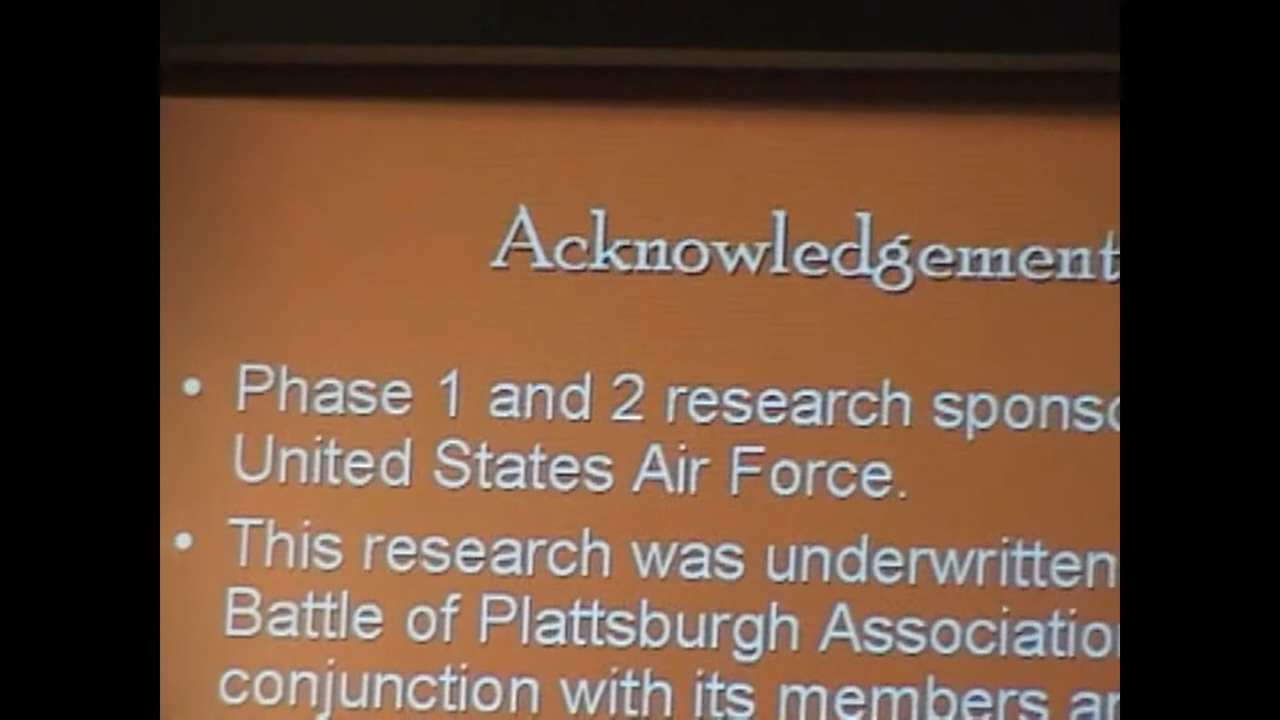 Acknowledgement
• Phase 1 and 2 research
United States Air Force.
• This research was underwritten
Battle of Plattsburgh
conjunction with its members